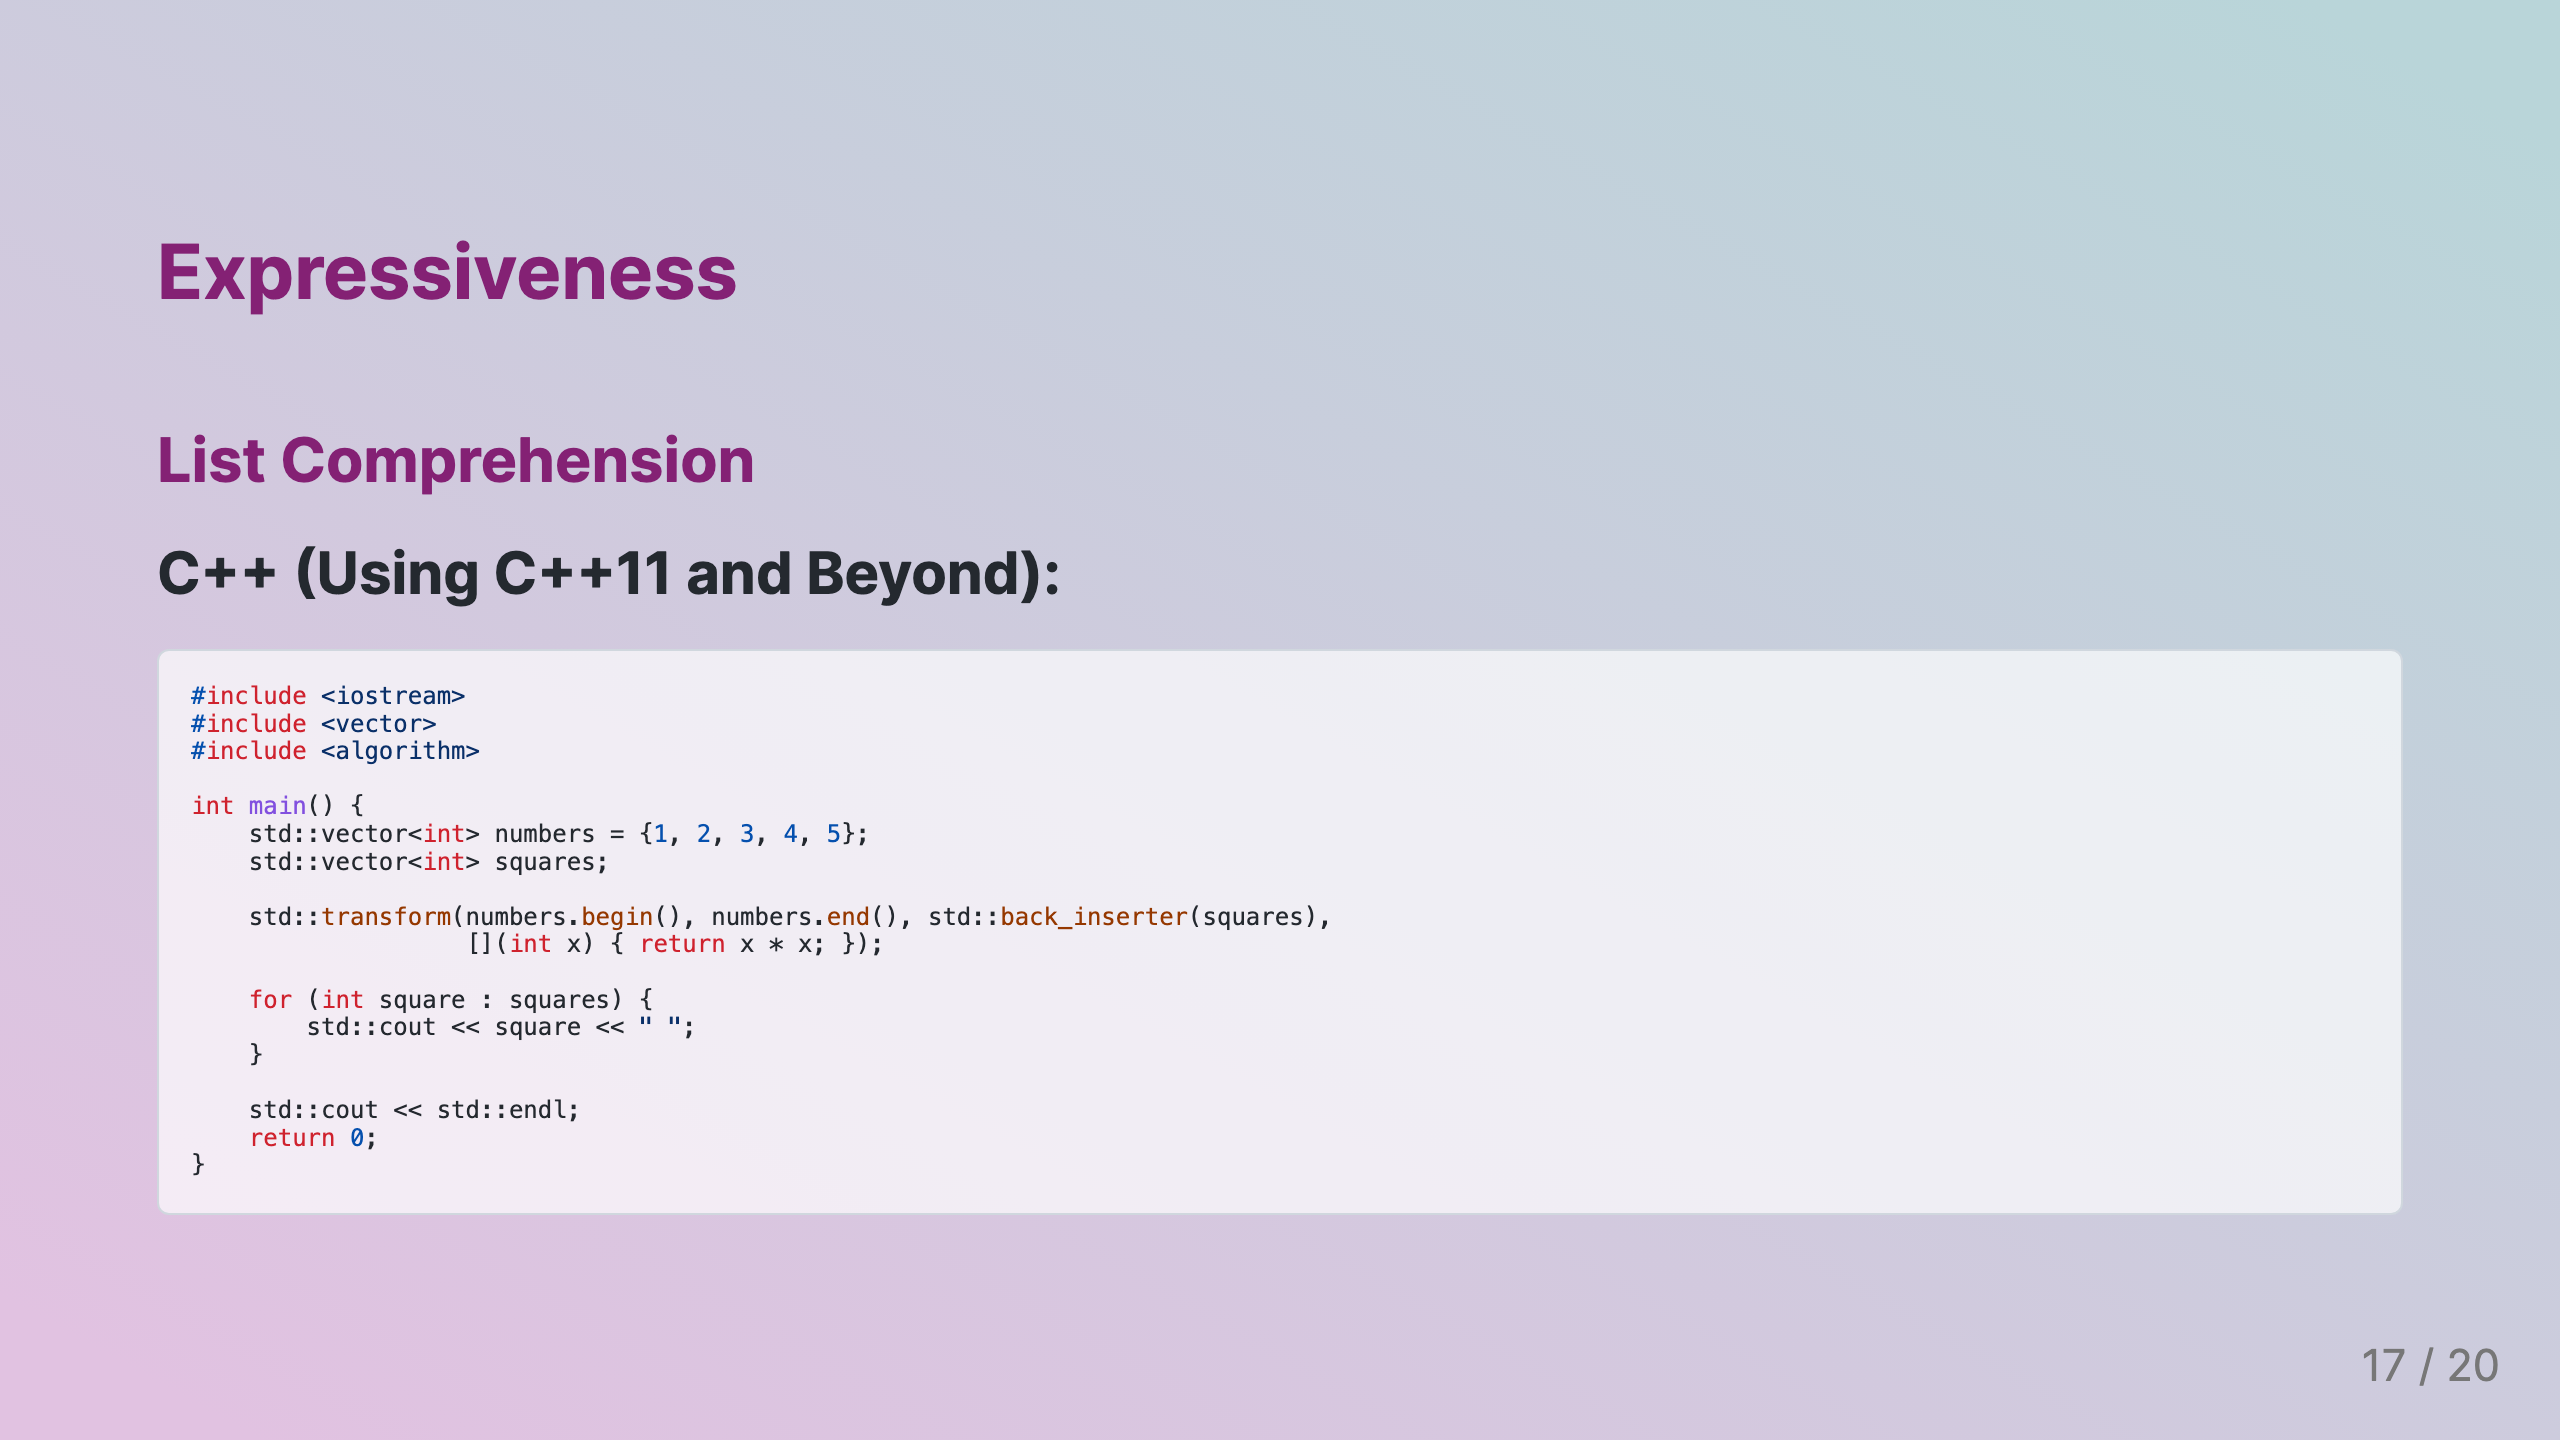 Expressiveness
List Comprehension
C++ (Using C++11 and Beyond):
#include <iostream>
#include <vector>
#include <algorithm>
int main() {
    std::vector<int> numbers = {1, 2, 3, 4, 5};
    std::vector<int> squares;
    std::transform(numbers.begin(), numbers.end(), std::back_inserter(squares),
                   [](int x) { return x * x; });
    for (int square : squares) {
        std::cout << square << " ";
    }
    std::cout << std::endl;
    return 0;
}
17 / 20